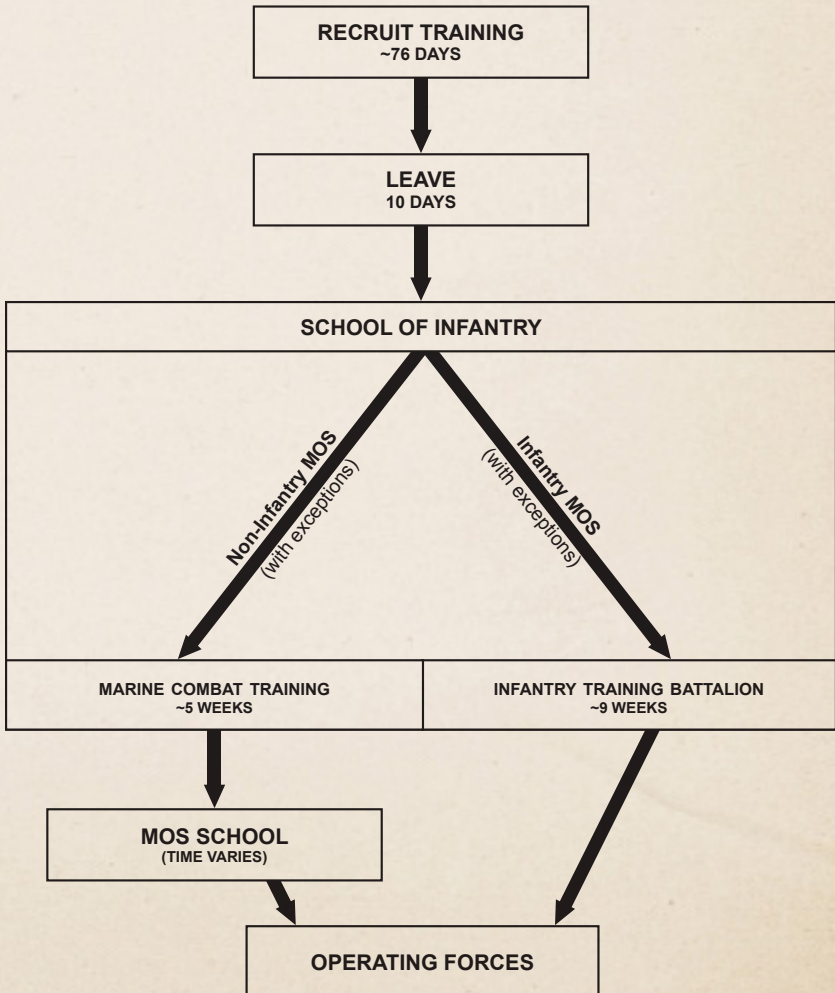 RECRUIT TRAINING
~76 DAYS
LEAVE
10 DAYS
SCHOOL OF INFANTRY
Non-Infantry MOS
(with exceptions)
Infantry MOS
(with exceptions)
MARINE COMBAT TRAINING
~5 WEEKS
INFANTRY TRAINING BATTALION
~9 WEEKS
MOS SCHOOL
(TIME VARIES)
OPERATING FORCES